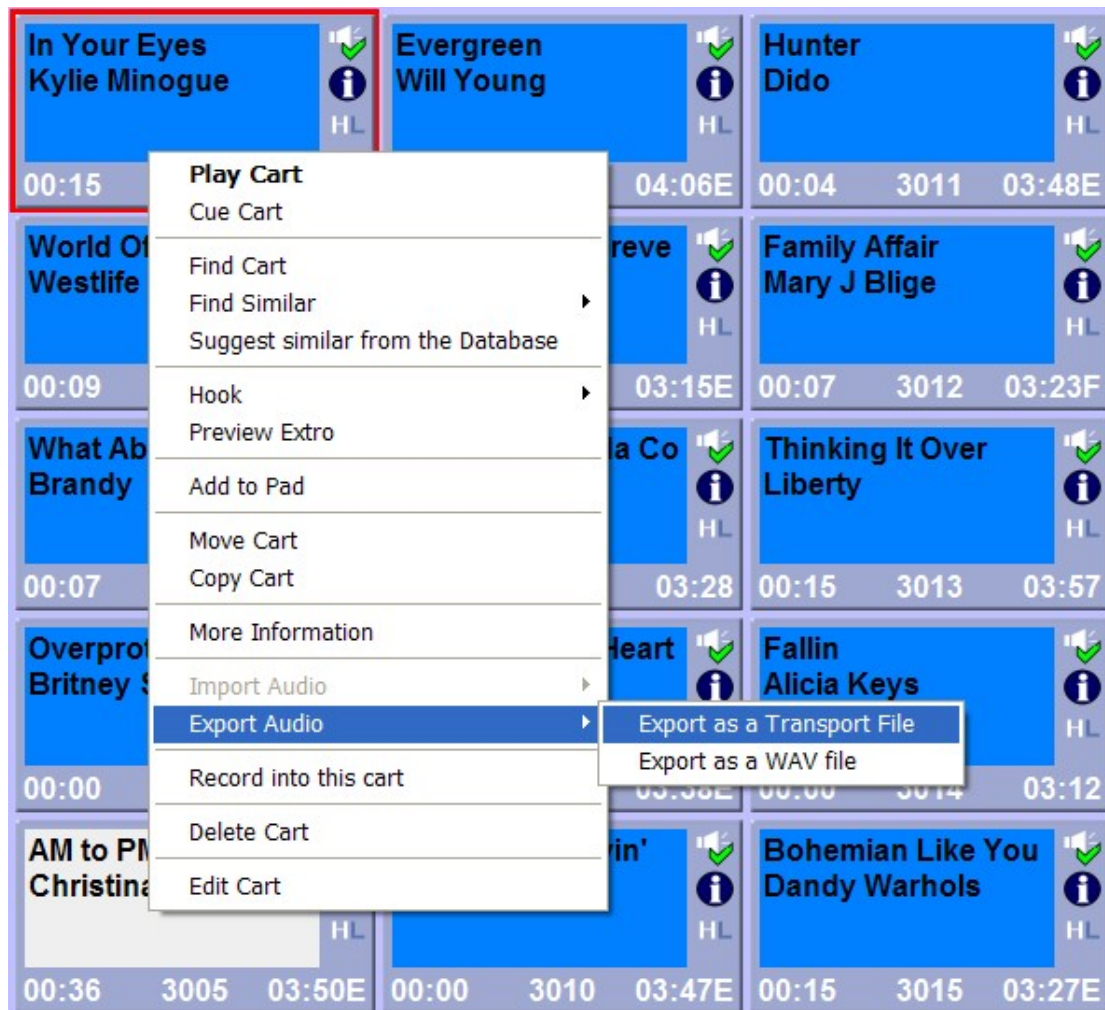 In Your Eyes
Kylie Minogue
HL
00:15
Evergreen
Will Young
HL
04:06E
Hunter
Dido
HL
00:04 3011 03:48E
Play Cart
Cue Cart
Find Cart
Find Similar
Suggest similar from the Database
Hook
Preview Extro
Add to Pad
Move Cart
Copy Cart
More Information
Import Audio
Export Audio
Record into this cart
Delete Cart
Edit Cart
Export as a Transport File
Export as a WAV file
World Of
Westlife
00:09
reve
HL
03:15E
Family Affair
Mary J Blige
HL
00:07 3012 03:23F
What Ab
Brandy
00:07
la Co
HL
03:28
Thinking It Over
Liberty
HL
00:15 3013 03:57
Overpro
Britney
00:00
Heart
Fallin
Alicia Keys
HL
03:38E
00:00 3014 03:12
AM to PM
Christina
HL
00:36 3005 03:50E
in'
HL
00:00 3010 03:47E
Bohemian Like You
Dandy Warhols
HL
00:15 3015 03:27E